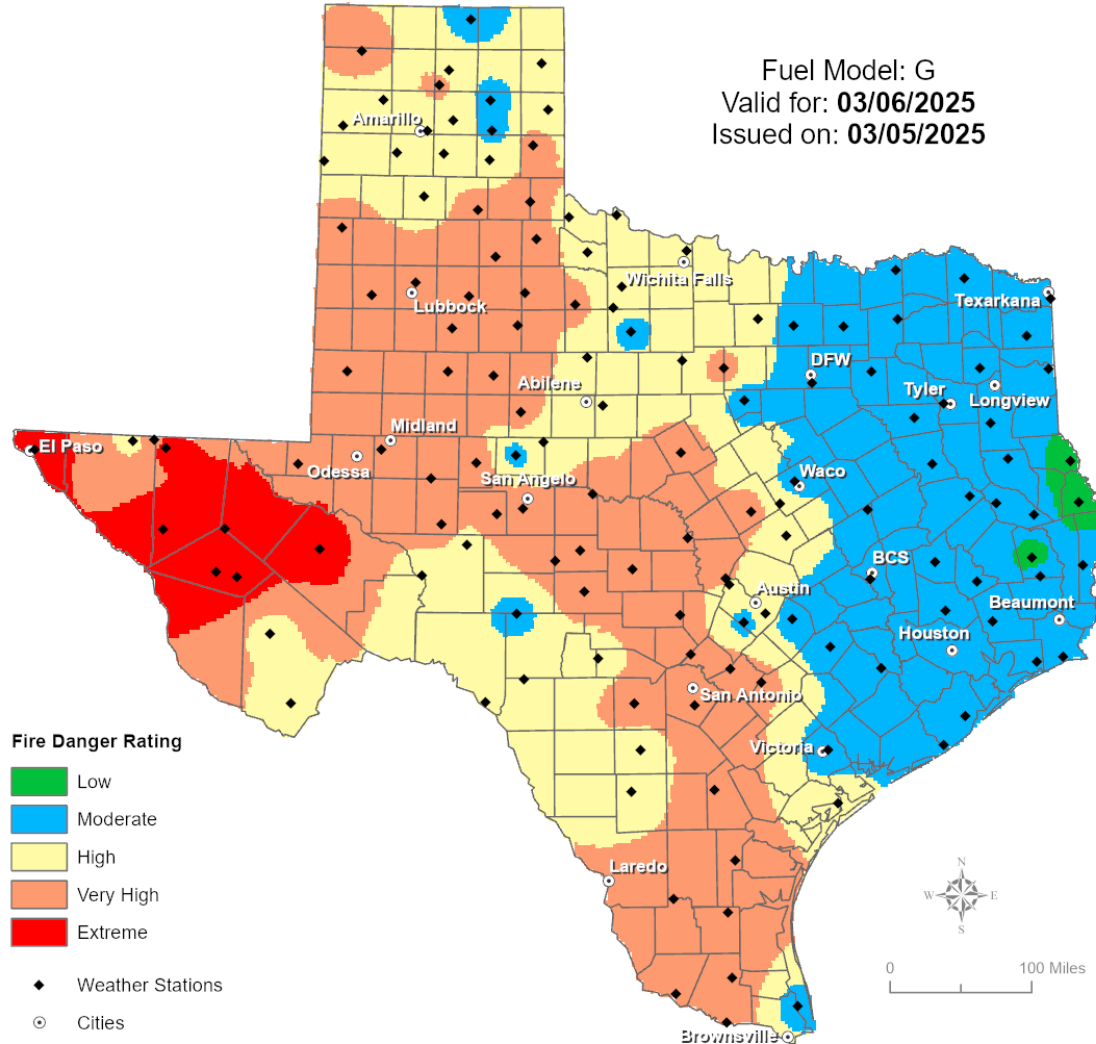 Fuel Model: G
Valid for: 03/06/2025
Issued on: 03/05/2025
Amarillo
Wichita Falls
Lubbock
Texarkana
DFW
Abilene
Tyler
Longview
El Paso
Midland
Odessa
San Angelo
Waco
BCS
Austin
Beaumont
Houston
San Antonio
Victoria
Laredo
Brownsville
Fire Danger Rating
Low
Moderate
High
Very High
Extreme
Weather Stations
Cities
N
W E
S
0 100 Miles